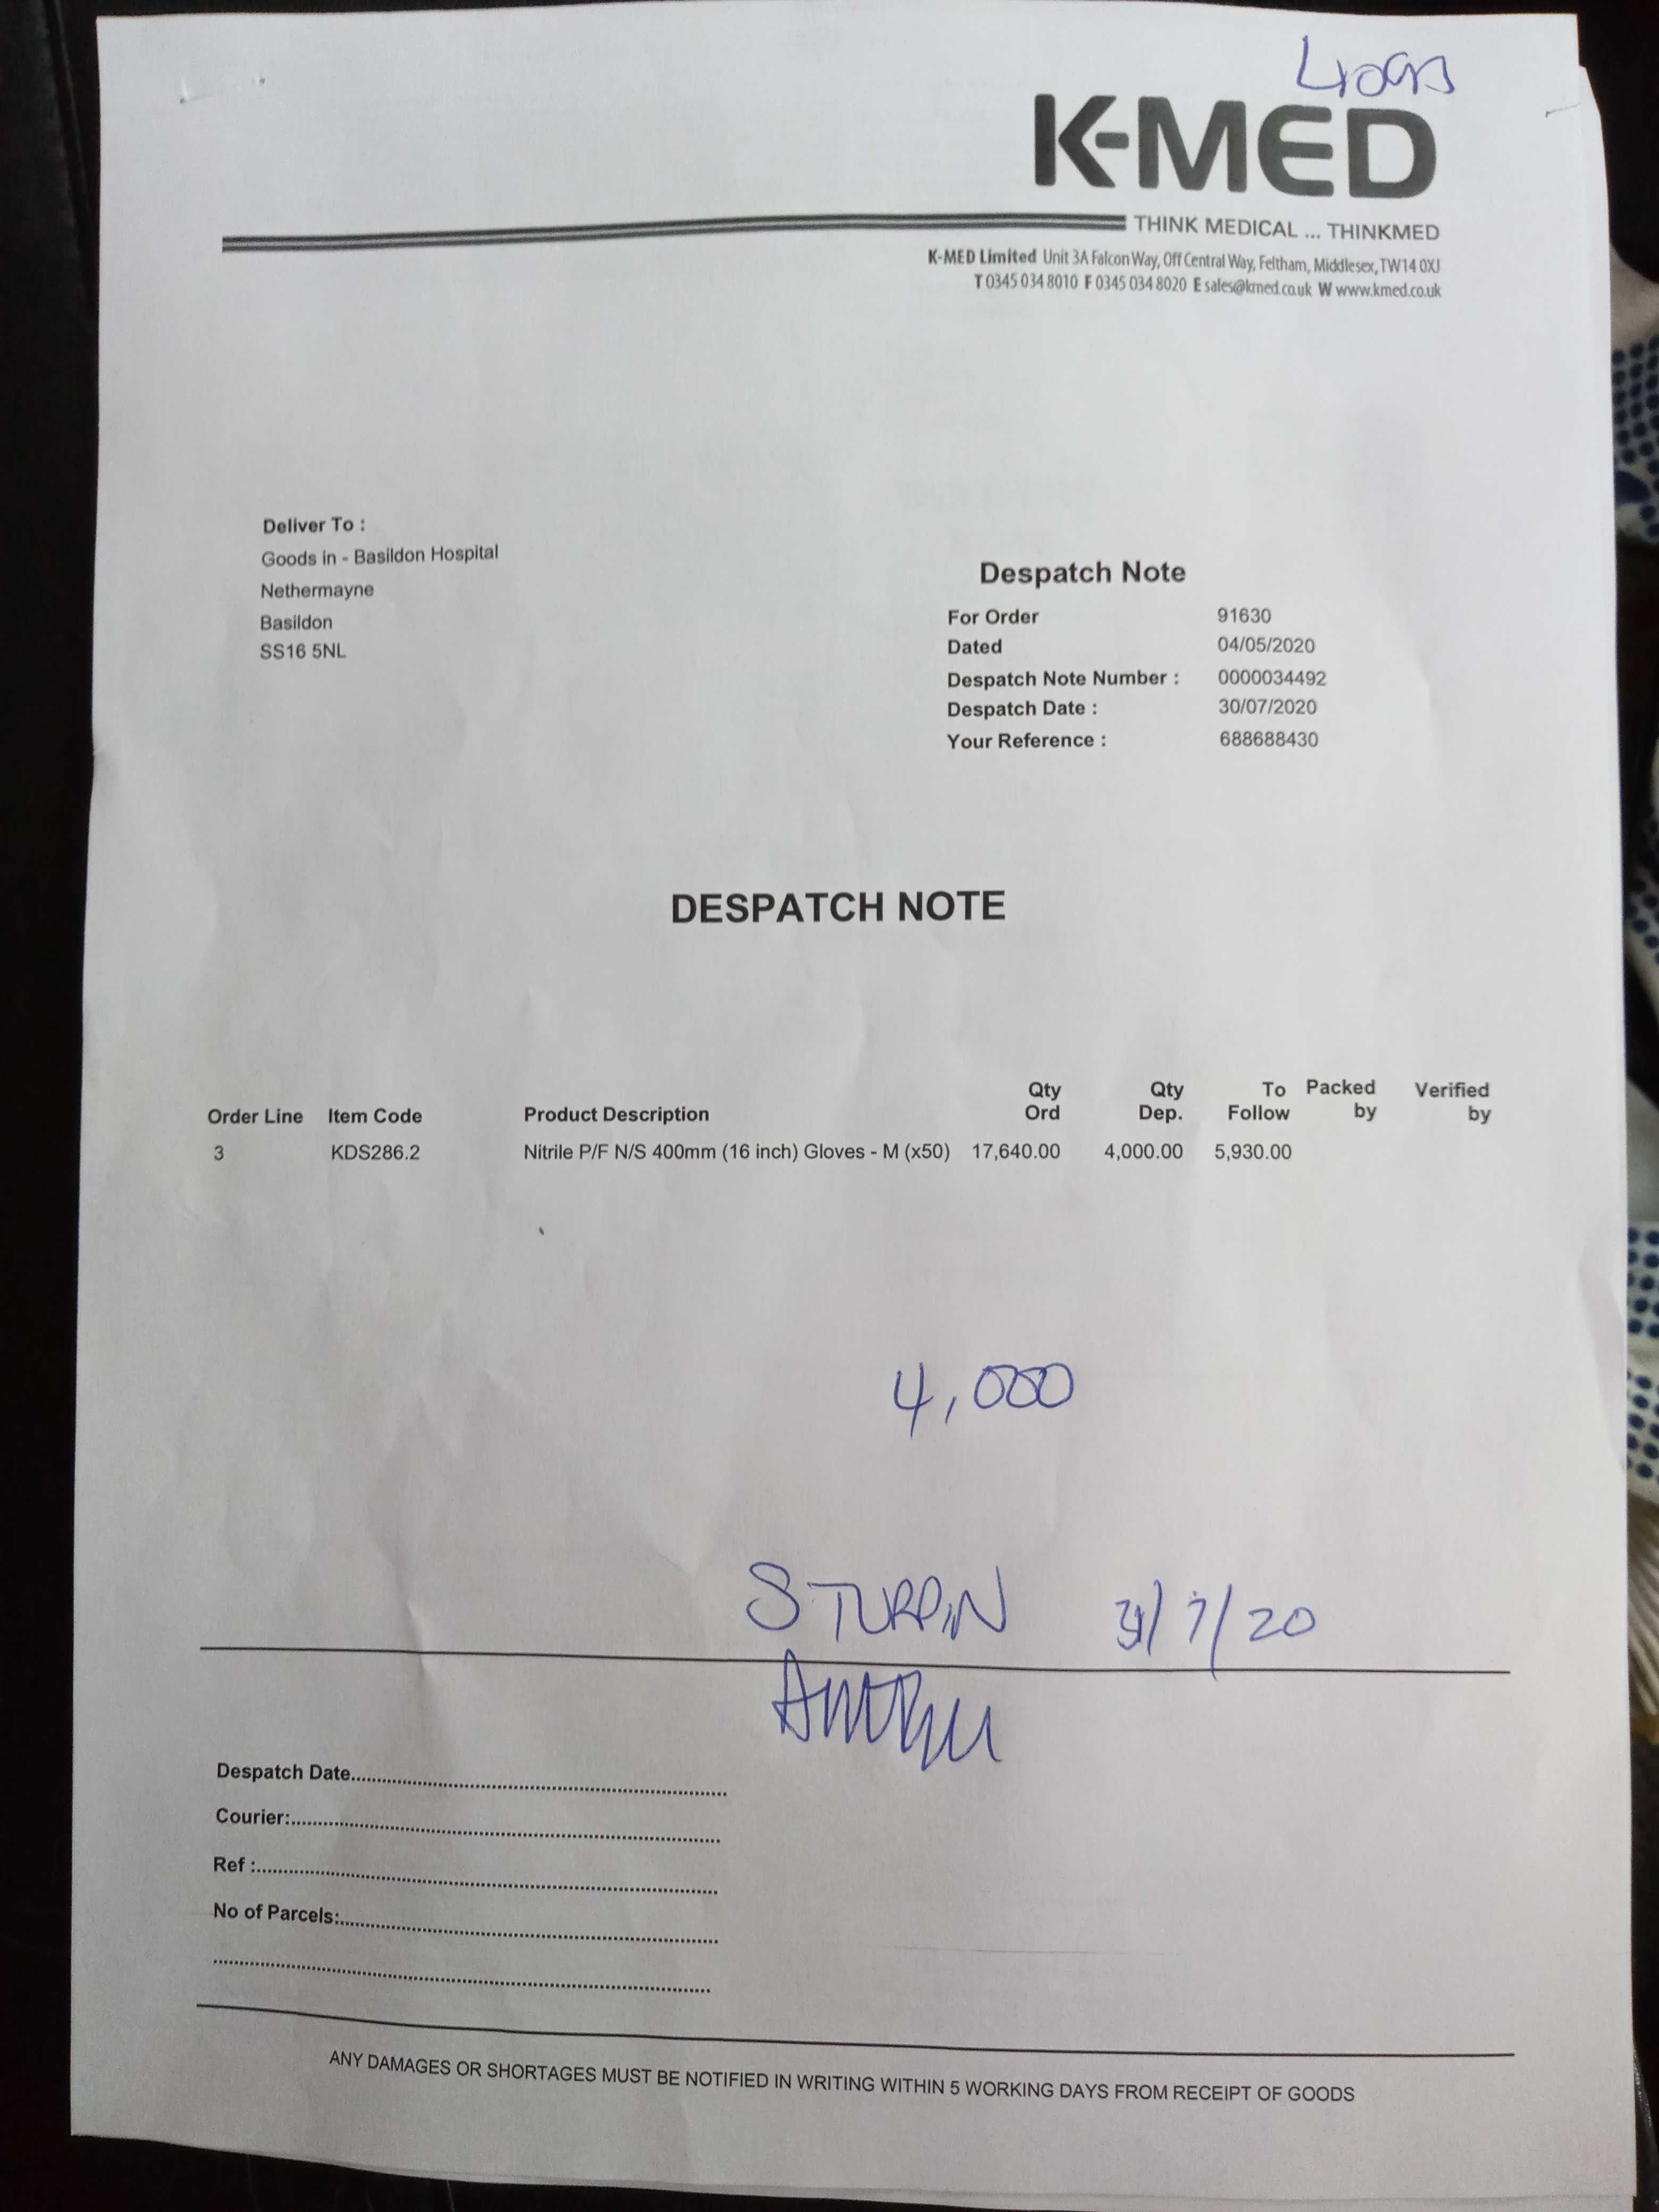 K-MED
THINK MEDICAL ... THINKMED
K-MED Limited Unit 3A Falcon Way, Off Central Way, Feltham, Middlesex, TW14 0XJ
T 0345 034 8010 F 0345 034 8020 E sales@kmed.co.uk W www.kmed.co.uk
Deliver To :
Goods in - Basildon Hospital
Nethermayne
Basildon
SS16 5NL
Despatch Note
For Order 91630
Dated 04/05/2020
Despatch Note Number : 0000034492
Despatch Date : 30/07/2020
Your Reference : 688688430
DESPATCH NOTE
Order Line Item Code Product Description Qty Ord Qty Dep. To Follow Packed by Verified by
3 KDS286.2 Nitrile P/F N/S 400mm (16 inch) Gloves - M (x50) 17,640.00 4,000.00 5,930.00
4,000
S TURPIN 31/7/20
Despatch Date
Courier:
Ref :
No of Parcels:
ANY DAMAGES OR SHORTAGES MUST BE NOTIFIED IN WRITING WITHIN 5 WORKING DAYS FROM RECEIPT OF GOODS